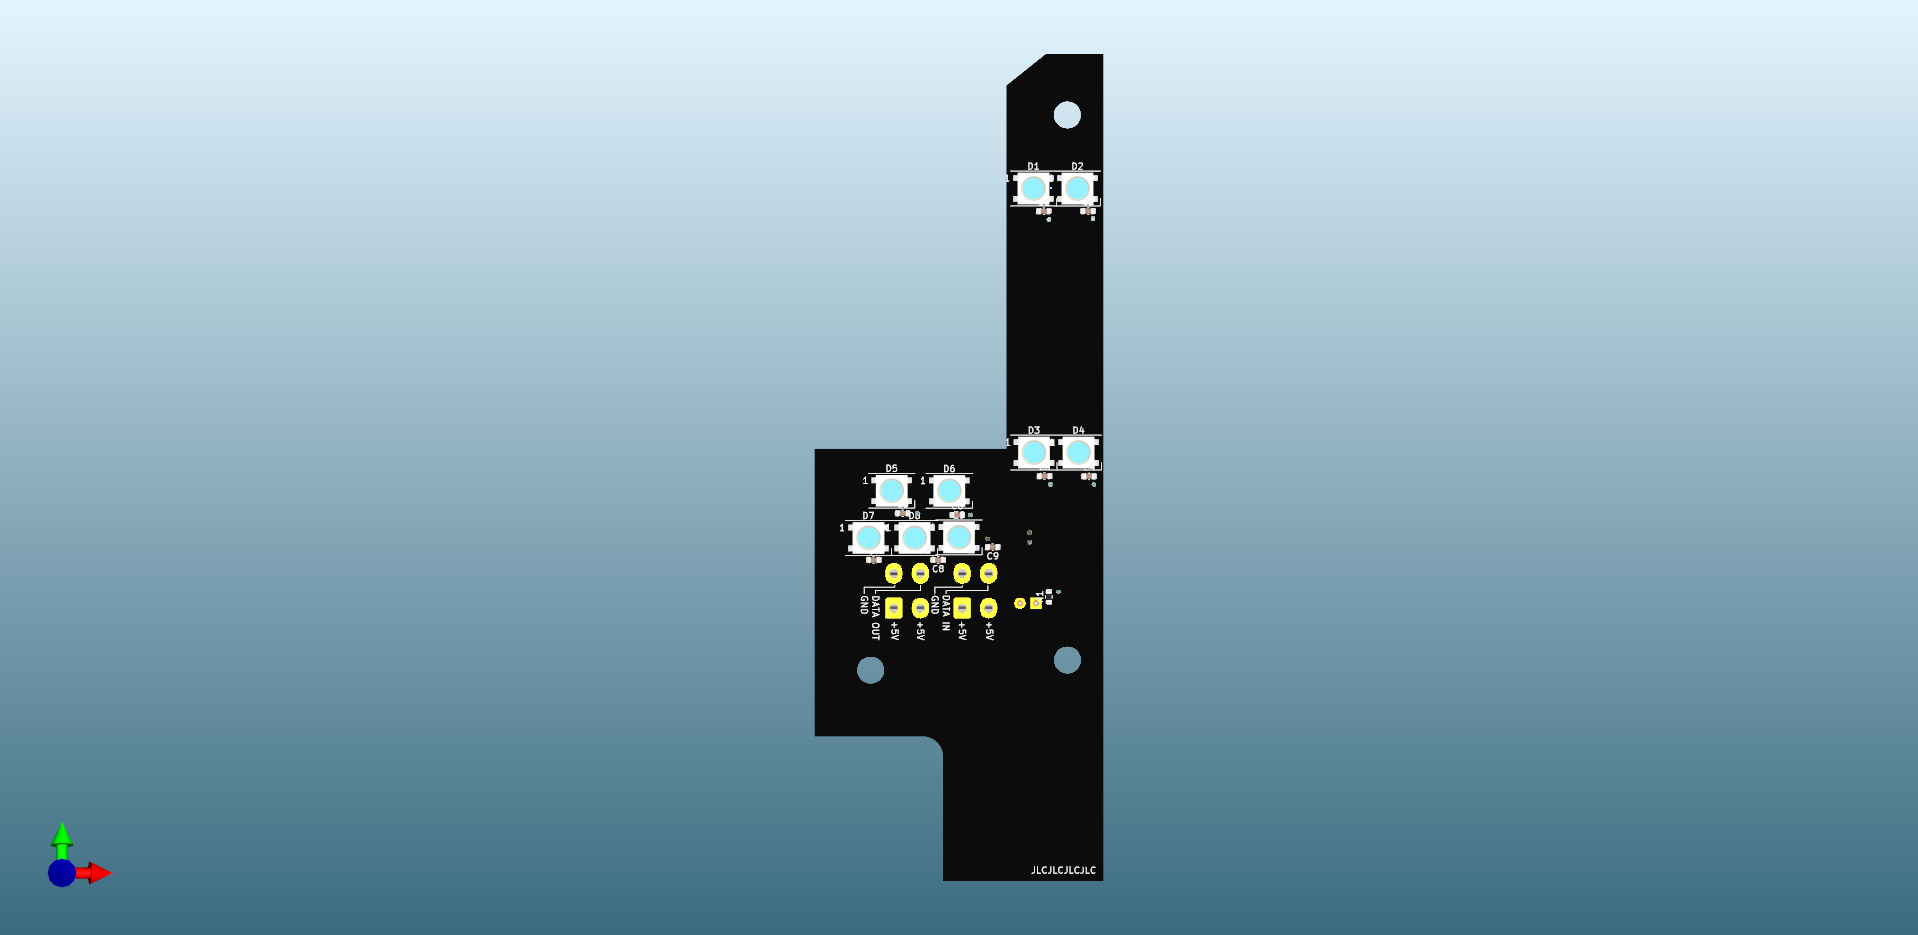 D1 D2
1
D3 D4
1
D5 D6
1 1
D7 D8
1
C9
C8
1
GND
DATA OUT
+5V
+5V
GND
DATA IN
+5V
+5V
JLCJLCJLCJLC